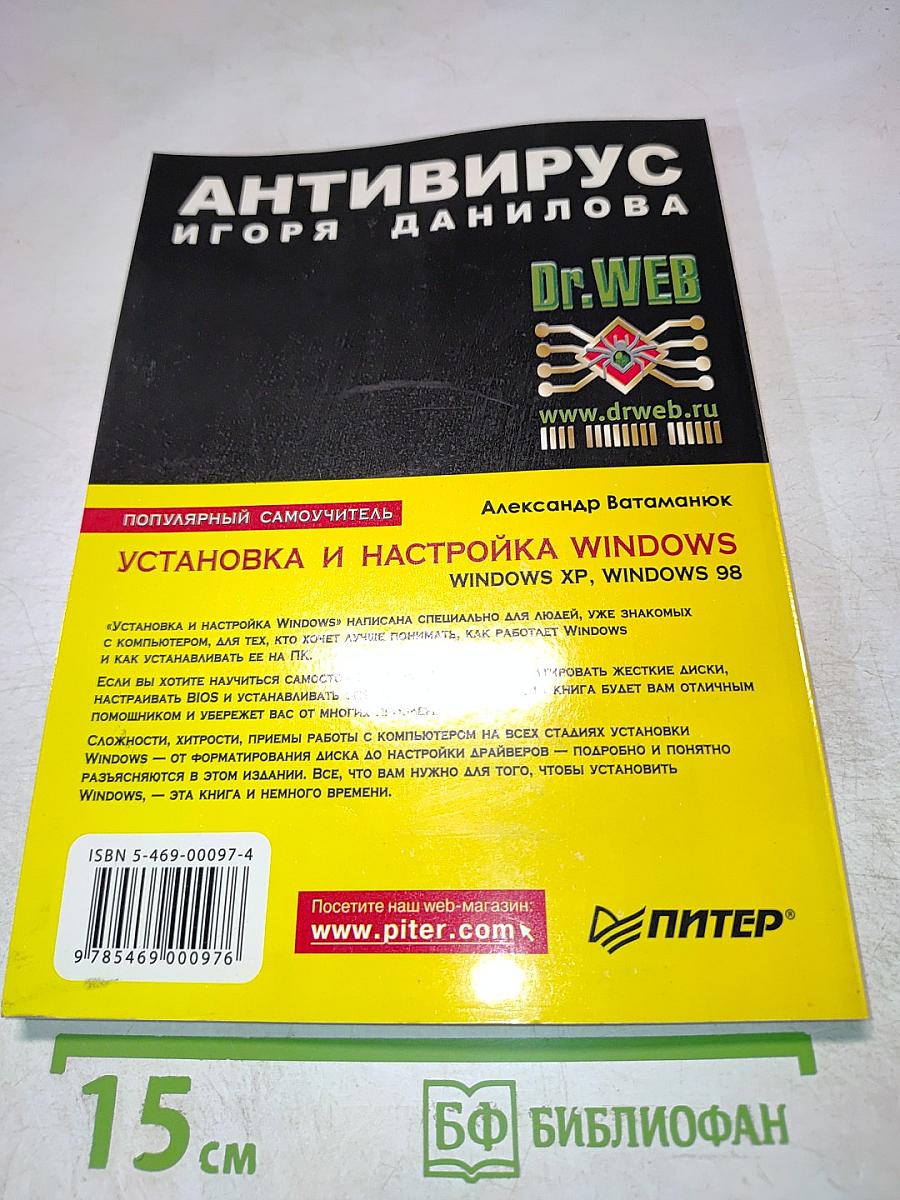 АНТИВИРУС
ИГОРЯ ДАНИЛОВА
Dr.WEB
www.drweb.ru
ПОПУЛЯРНЫЙ САМОУЧИТЕЛЬ
Александр Ватаманюк
УСТАНОВКА И НАСТРОЙКА WINDOWS
WINDOWS XP, WINDOWS 98
«Установка и настройка Windows» написана специально для людей, уже знакомых
с компьютером, для тех, кто хочет лучше понимать, как работает Windows
и как устанавливать ее на ПК.
Если вы хотите научиться жесткие диски,
настраивать BIOS и устанавливать книга будет вам отличным
помощником и убережет вас от многих
Сложности, хитрости, приемы работы с компьютером на всех стадиях установки
Windows — от форматирования диска до настройки драйверов — подробно и понятно
разъясняются в этом издании. Все, что вам нужно для того, чтобы установить
Windows, — эта книга и немного времени.
ISBN 5-469-00097-4
9 785469 000976
Посетите наш web-магазин:
www.piter.com
ПИТЕР®
15 см
БФ БИБЛИОФАН